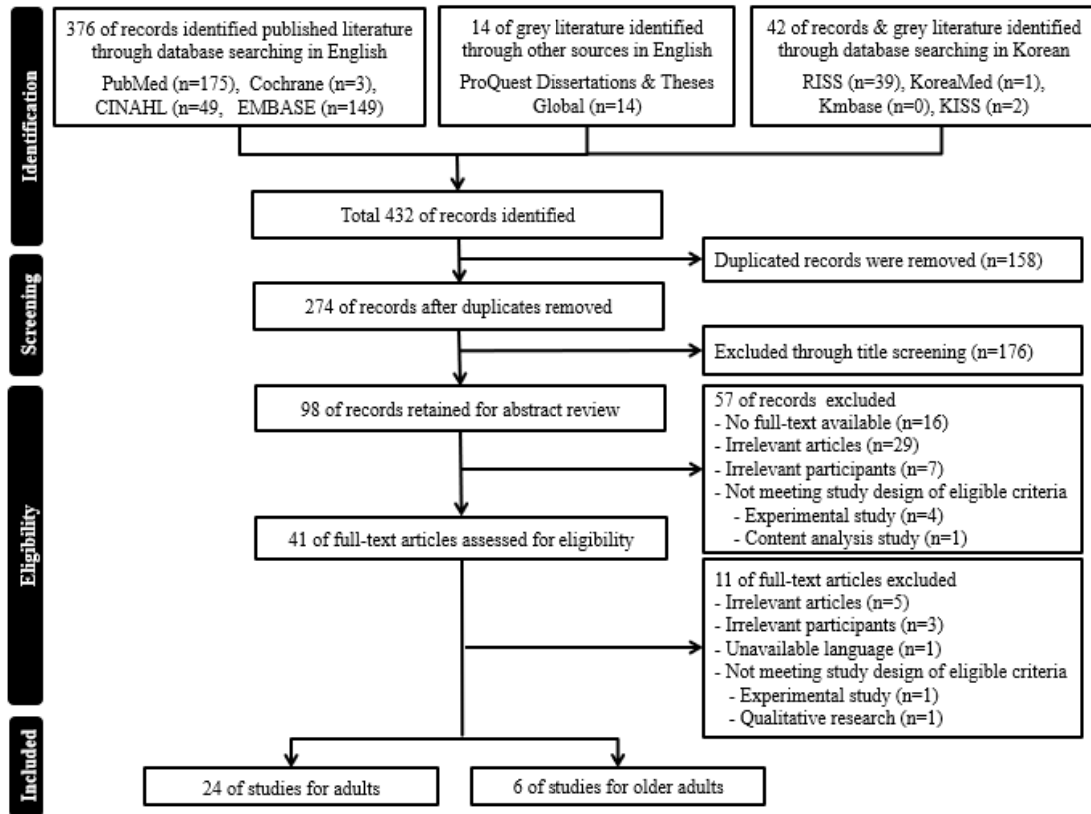 Identification
376 of records identified published literature
through database searching in English
PubMed (n=175), Cochrane (n=3),
CINAHL (n=49, EMBASE (n=149)
14 of grey literature identified
through other sources in English
ProQuest Dissertations & Theses
Global (n=14)
42 of records & grey literature identified
through database searching in Korean
RISS (n=39), KoreaMed (n=1),
Kmbase (n=0), KISS (n=2)
Total 432 of records identified
Screening
Duplicated records were removed (n=158)
274 of records after duplicates removed
Excluded through title screening (n=176)
Eligibility
98 of records retained for abstract review
57 of records excluded
- No full-text available (n=16)
- Irrelevant articles (n=29)
- Irrelevant participants (n=7)
- Not meeting study design of eligible criteria
- Experimental study (n=4)
- Content analysis study (n=1)
41 of full-text articles assessed for eligibility
11 of full-text articles excluded
- Irrelevant articles (n=5)
- Irrelevant participants (n=3)
- Unavailable language (n=1)
- Not meeting study design of eligible criteria
- Experimental study (n=1)
- Qualitative research (n=1)
Included
24 of studies for adults
6 of studies for older adults